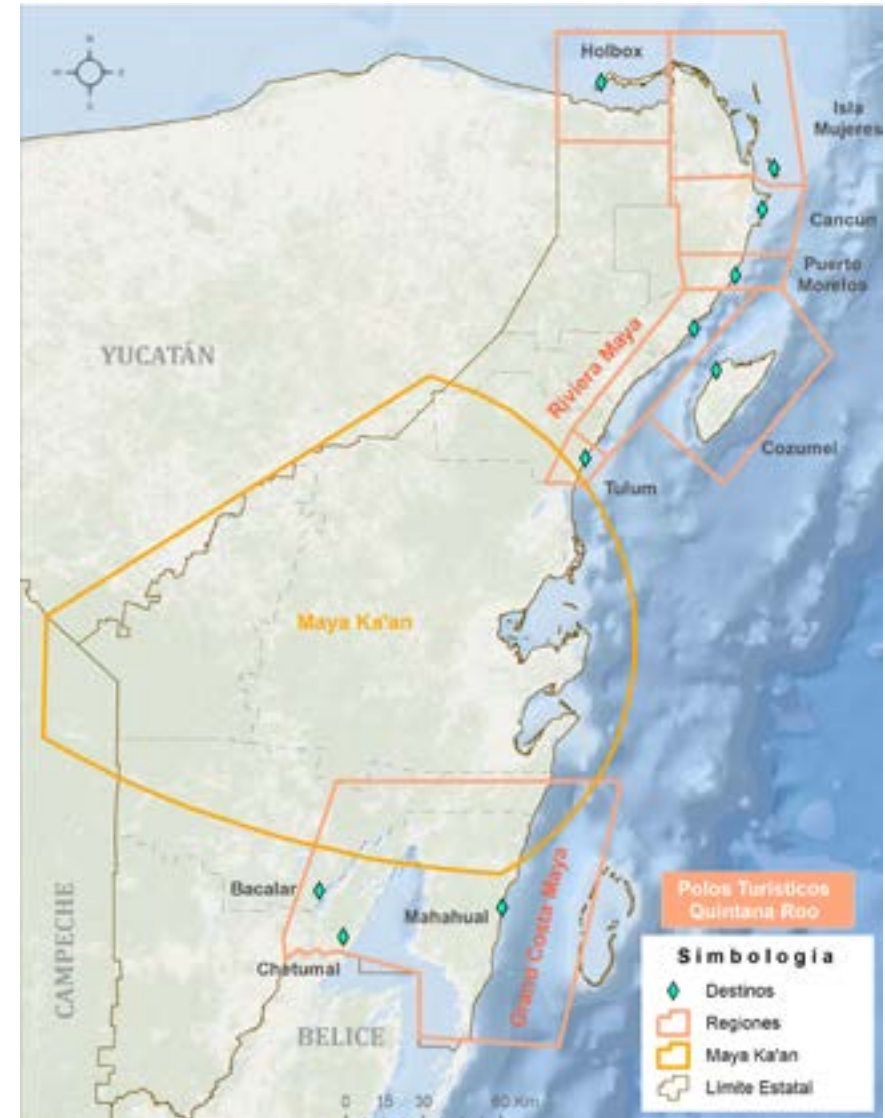 N
Holbox
Isla
Mujeres
Cancún
Puerto
Morelos
YUCATÁN
Riviera Maya
Cozumel
Tulum
Maya Ka'an
Bacalar
Mahahual
Grand Costa Maya
Chetumal
CAMPECHE
BELICE
0 15 30 60 Km
Polos Turísticos
Quintana Roo
Simbología
Destinos
Regiones
Maya Ka'an
Límite Estatal